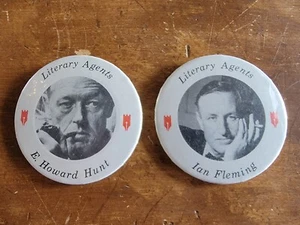 Literary Agents
E. Howard Hunt
Literary Agents
Ian Fleming